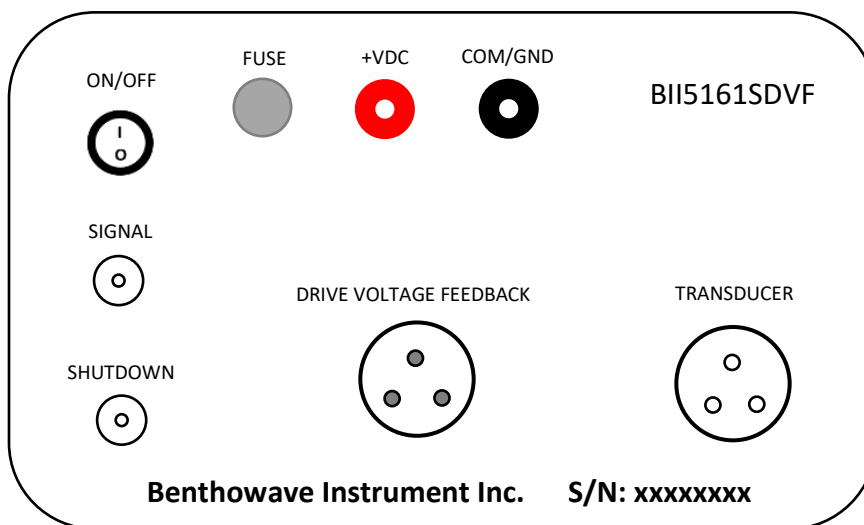 FUSE
+VDC
COM/GND
ON/OFF
BII5161SDVF
I
O
SIGNAL
DRIVE VOLTAGE FEEDBACK
TRANSDUCER
SHUTDOWN
Benthowave Instrument Inc. S/N: xxxxxxxx